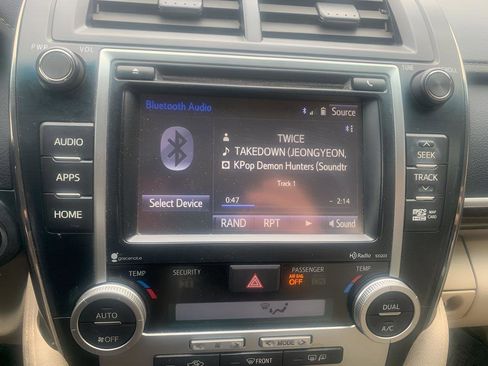 PWR VOL
TUNE SCROLL
Bluetooth Audio
Source
TWICE
TAKEDOWN (JEONGYEON,
KPop Demon Hunters (Soundtr
Track 1
Select Device
0:47
- 2:14
RAND
RPT
Sound
AUDIO
APPS
HOME
SEEK
TRACK
gracenote
HD Radio
TEMP
SECURITY
PASSENGER
AIR BAG
OFF
TEMP
AUTO
OFF
DUAL
A/C
MODE
FRONT